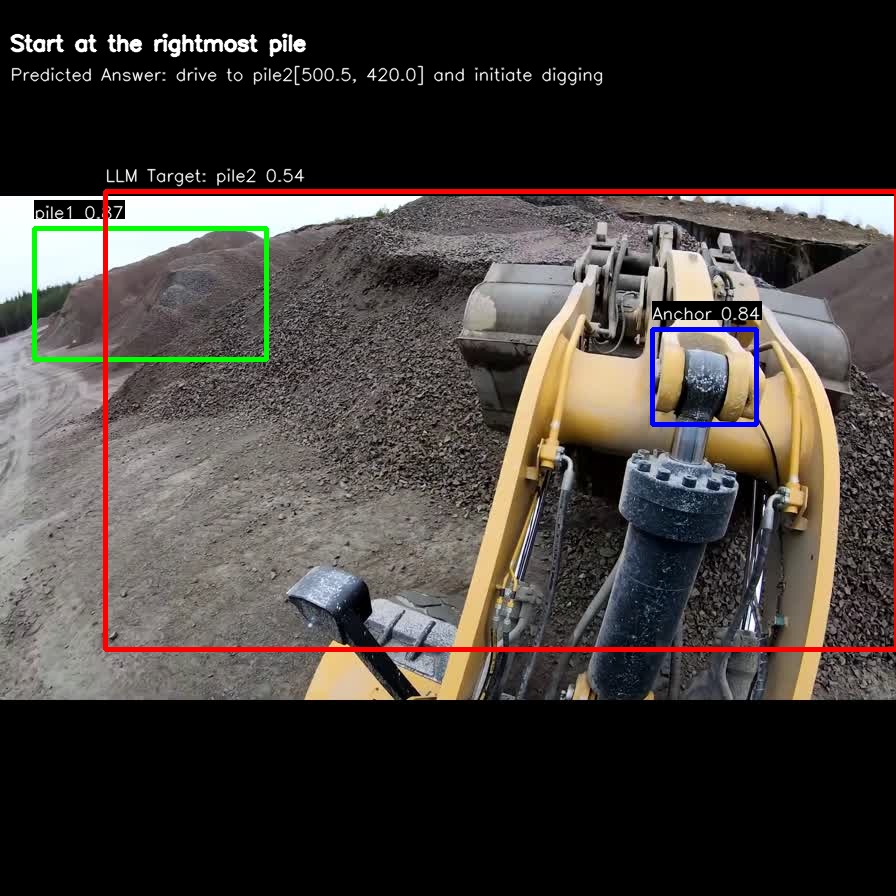 Start at the rightmost pile
Predicted Answer: drive to pile2[500.5, 420.0] and initiate digging
LLM Target: pile2 0.54
pile1 0.87
Anchor 0.84